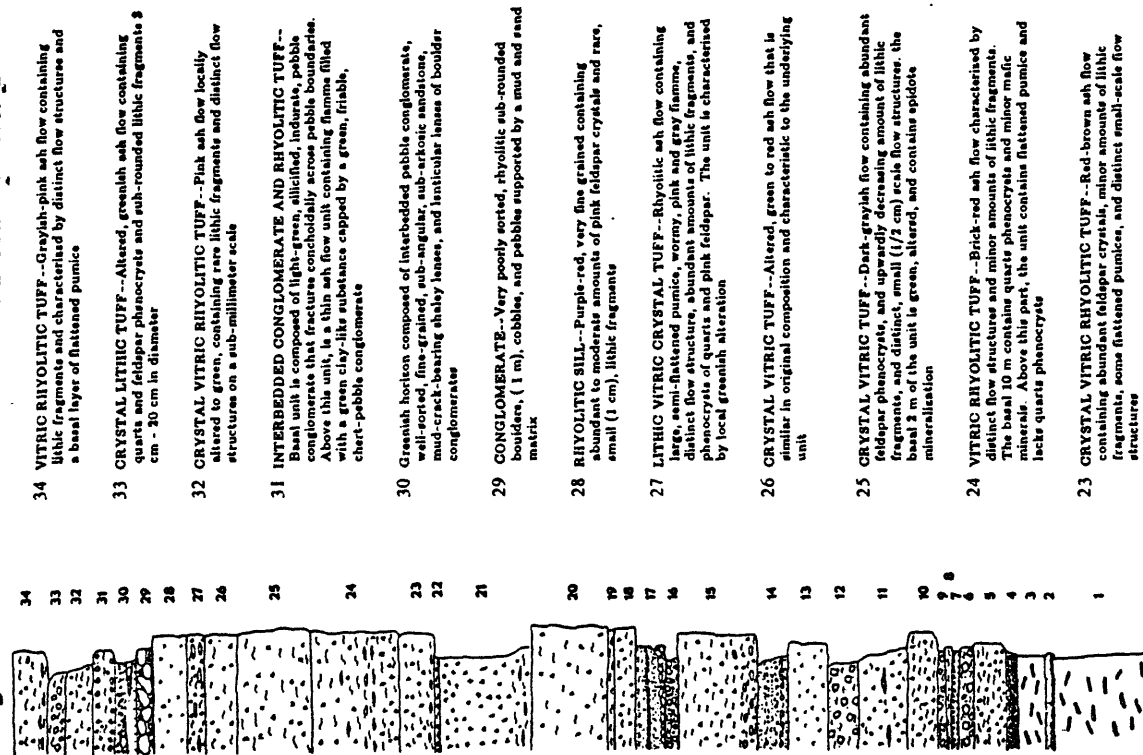 34 VITRIC RHYOLITIC TUFF--Grayish-pink ash flow containing
lithic fragments and characterized by distinct flow structures and
a basal layer of flattened pumice
33 CRYSTAL LITHIC TUFF--Altered, greenish ash flow containing
quartz and feldspar phenocrysts and sub-rounded lithic fragments 8
cm - 20 cm in diameter
32 CRYSTAL VITRIC RHYOLITIC TUFF--Pink ash flow locally
altered to green, containing rare lithic fragments and distinct flow
structures on a sub-millimeter scale
31 INTERBEDDED CONGLOMERATE AND RHYOLITIC TUFF--
Basal unit is composed of light-green, silicified, indurate, pebble
conglomerate that fractures conchoidally across pebble boundaries.
Above this unit, is a thin ash flow unit containing fiamma filled
with a green clay-like substance capped by a green, friable,
chert-pebble conglomerate
30 Greenish horizon composed of interbedded pebble conglomerate,
well-sorted, fine-grained, sub-angular, sub-arkosic sandstone,
mud-crack-bearing shaley lenses, and lenticular lenses of boulder
conglomerates
29 CONGLOMERATE--Very poorly sorted, rhyolitic sub-rounded
boulders, ( 1 m), cobbles, and pebbles supported by a mud and sand
matrix
28 RHYOLITIC SILL--Purple-red, very fine grained containing
abundant to moderate amounts of pink feldspar crystals and rare,
small (1 cm), lithic fragments
27 LITHIC VITRIC CRYSTAL TUFF--Rhyolitic ash flow containing
large, semi-flattened pumice, wormy, pink and gray fiamme,
distinct flow structure, abundant amounts of lithic fragments, and
phenocrysts of quartz and pink feldspar. The unit is characterized
by local greenish alteration
26 CRYSTAL VITRIC TUFF--Altered, green to red ash flow that is
similar in original composition and characteristic to the underlying
unit
25 CRYSTAL VITRIC TUFF--Dark-grayish flow containing abundant
feldspar phenocrysts, and upwardly decreasing amount of lithic
fragments, and distinct, small (1/2 cm) scale flow structures. the
basal 2 m of the unit is green, altered, and contains epidote
mineralization
24 VITRIC RHYOLITIC TUFF--Brick-red ash flow characterized by
distinct flow structures and minor amounts of lithic fragments.
The basal 10 m contains quartz phenocrysts and minor mafic
minerals. Above this part, the unit contains flattened pumice and
lacks quartz phenocrysts
23 CRYSTAL VITRIC RHYOLITIC TUFF--Red-brown ash flow
containing abundant feldspar crystals, minor amounts of lithic
fragments, some flattened pumices, and distinct small-scale flow
structures
34
33
32
31
30
29
28
27
26
25
24
23
22
21
20
19
18
17
16
15
14
13
12
11
10
9
8
7
6
5
4
3
2
1